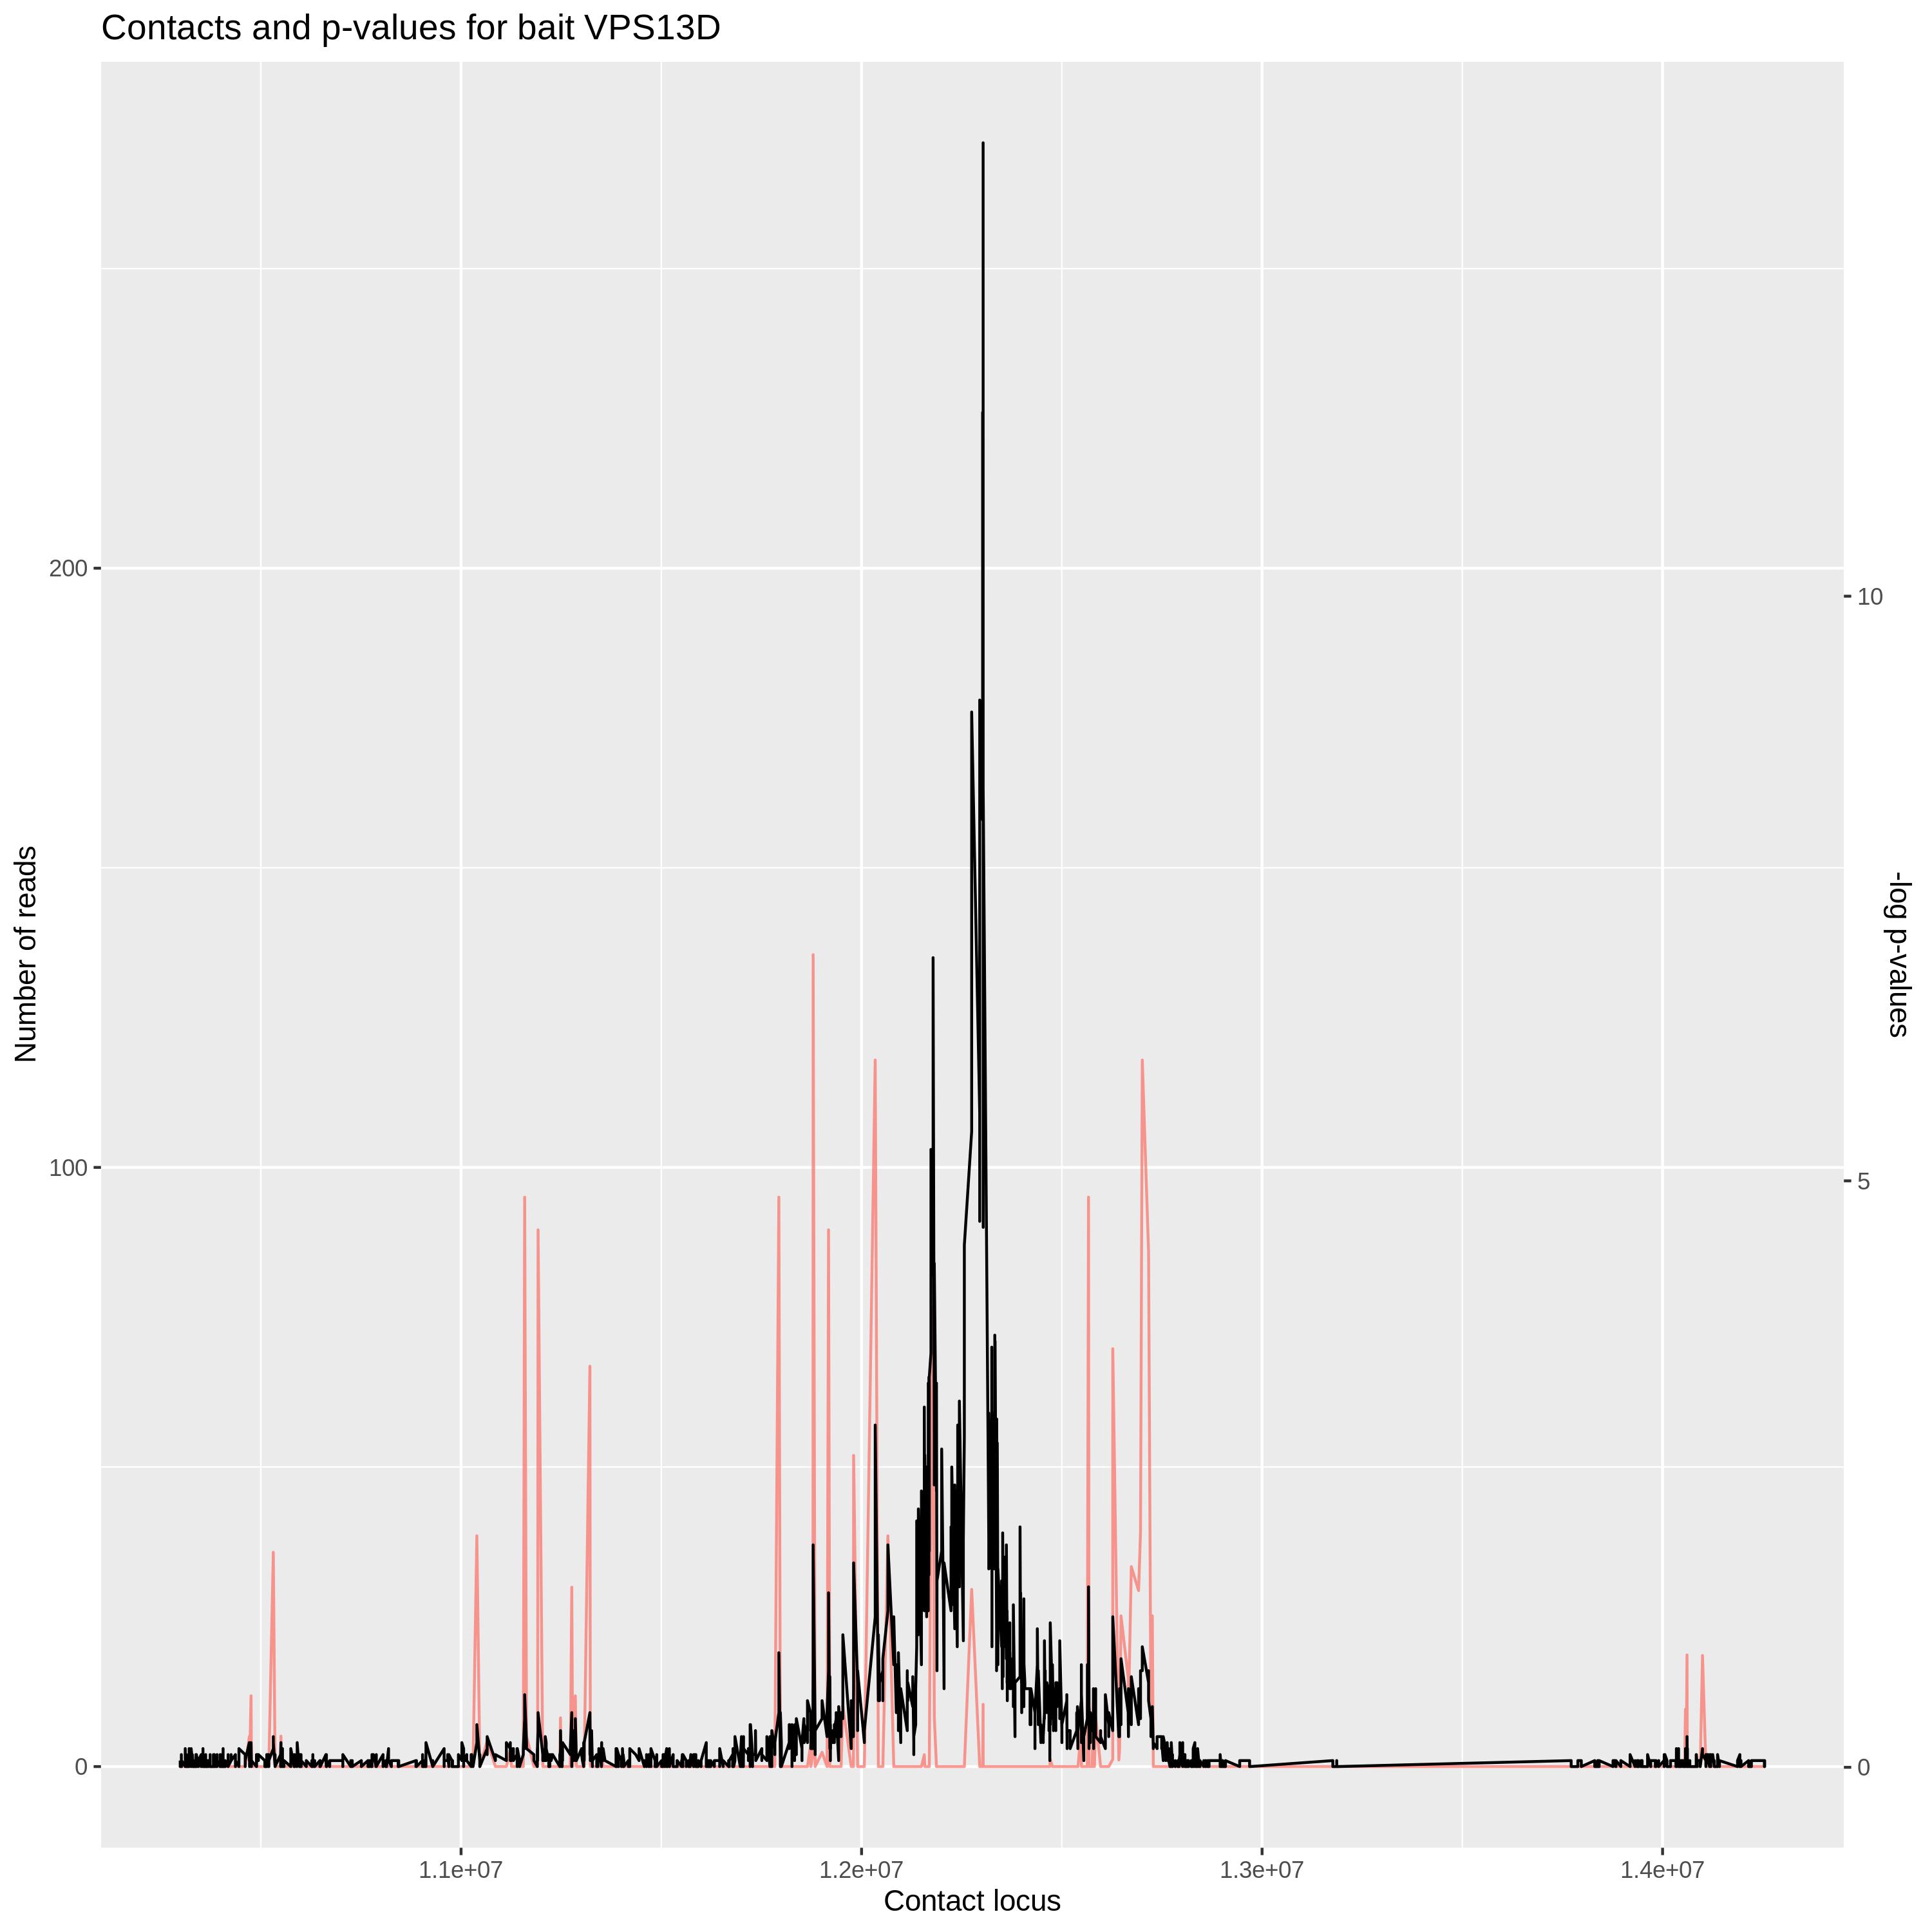 Contacts and p-values for bait VPS13D
200
100
0
Number of reads
10
5
0
-log p-values
1.1e+07
1.2e+07
1.3e+07
1.4e+07
Contact locus